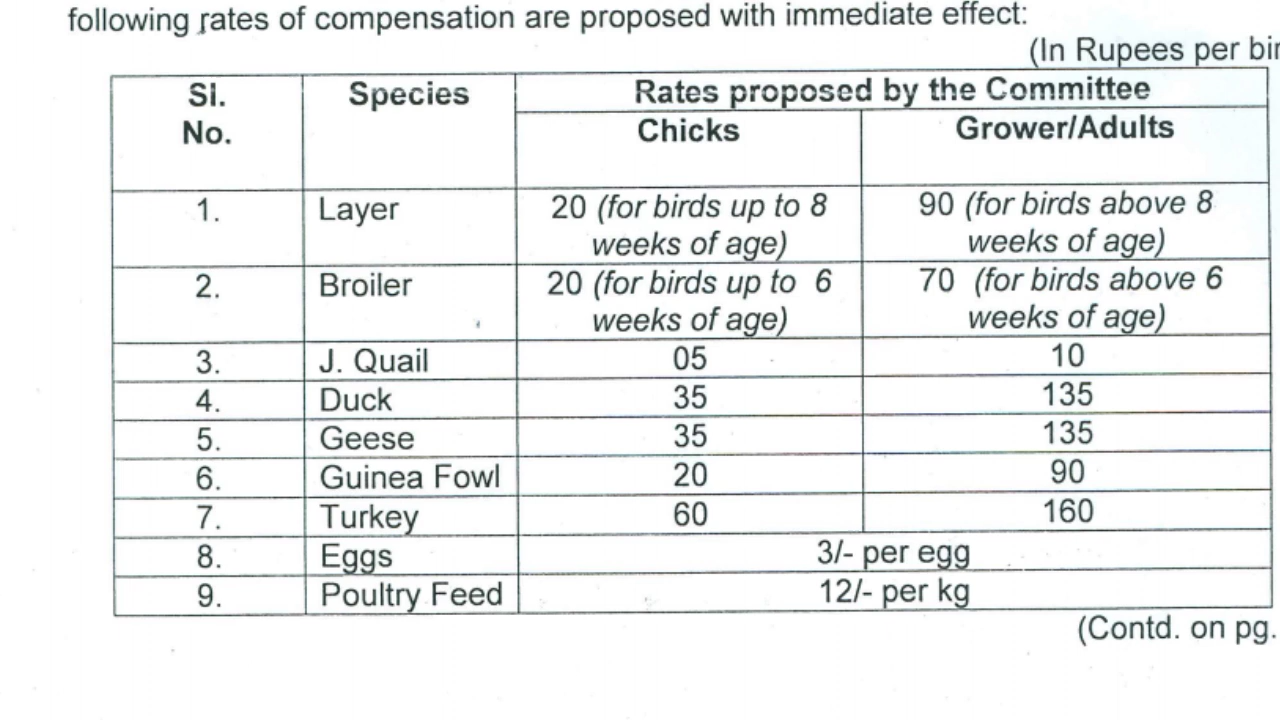 following rates of compensation are proposed with immediate effect:
(In Rupees per bir
Sl. No. Species Rates proposed by the Committee
Chicks Grower/Adults
1. Layer 20 (for birds up to 8 weeks of age) 90 (for birds above 8 weeks of age)
2. Broiler 20 (for birds up to 6 weeks of age) 70 (for birds above 6 weeks of age)
3. J. Quail 05 10
4. Duck 35 135
5. Geese 35 135
6. Guinea Fowl 20 90
7. Turkey 60 160
8. Eggs 3/- per egg
9. Poultry Feed 12/- per kg
(Contd. on pg.